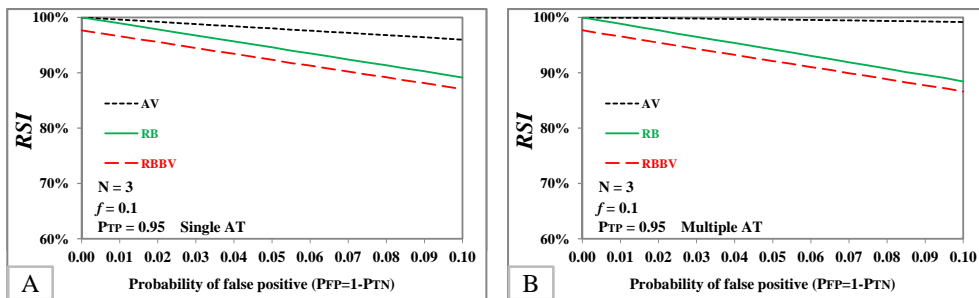 100%
90%
80%
70%
60%
RSI
AV
RB
RBBV
N = 3
f = 0.1
PTP = 0.95 Single AT
0.00 0.01 0.02 0.03 0.04 0.05 0.06 0.07 0.08 0.09 0.10
Probability of false positive (PFP=1-PTN)
A
100%
90%
80%
70%
60%
RSI
AV
RB
RBBV
N = 3
f = 0.1
PTP = 0.95 Multiple AT
0.00 0.01 0.02 0.03 0.04 0.05 0.06 0.07 0.08 0.09 0.10
Probability of false positive (PFP=1-PTN)
B